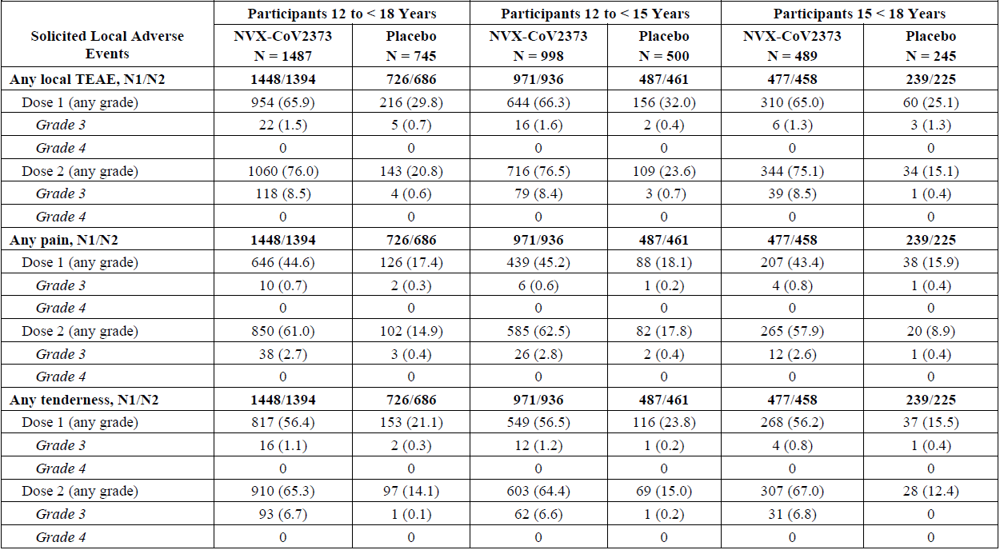 Solicited Local Adverse Events | Participants 12 to < 18 Years | Participants 12 to < 15 Years | Participants 15 < 18 Years
NVX-CoV2373 N = 1487 | Placebo N = 745 | NVX-CoV2373 N = 998 | Placebo N = 500 | NVX-CoV2373 N = 489 | Placebo N = 245
Any local TEAE, N1/N2 | 1448/1394 | 726/686 | 971/936 | 487/461 | 477/458 | 239/225
Dose 1 (any grade) | 954 (65.9) | 216 (29.8) | 644 (66.3) | 156 (32.0) | 310 (65.0) | 60 (25.1)
Grade 3 | 22 (1.5) | 5 (0.7) | 16 (1.6) | 2 (0.4) | 6 (1.3) | 3 (1.3)
Grade 4 | 0 | 0 | 0 | 0 | 0 | 0
Dose 2 (any grade) | 1060 (76.0) | 143 (20.8) | 716 (76.5) | 109 (23.6) | 344 (75.1) | 34 (15.1)
Grade 3 | 118 (8.5) | 4 (0.6) | 79 (8.4) | 3 (0.7) | 39 (8.5) | 1 (0.4)
Grade 4 | 0 | 0 | 0 | 0 | 0 | 0
Any pain, N1/N2 | 1448/1394 | 726/686 | 971/936 | 487/461 | 477/458 | 239/225
Dose 1 (any grade) | 646 (44.6) | 126 (17.4) | 439 (45.2) | 88 (18.1) | 207 (43.4) | 38 (15.9)
Grade 3 | 10 (0.7) | 2 (0.3) | 6 (0.6) | 1 (0.2) | 4 (0.8) | 1 (0.4)
Grade 4 | 0 | 0 | 0 | 0 | 0 | 0
Dose 2 (any grade) | 850 (61.0) | 102 (14.9) | 585 (62.5) | 82 (17.8) | 265 (57.9) | 20 (8.9)
Grade 3 | 38 (2.7) | 3 (0.4) | 26 (2.8) | 2 (0.4) | 12 (2.6) | 1 (0.4)
Grade 4 | 0 | 0 | 0 | 0 | 0 | 0
Any tenderness, N1/N2 | 1448/1394 | 726/686 | 971/936 | 487/461 | 477/458 | 239/225
Dose 1 (any grade) | 817 (56.4) | 153 (21.1) | 549 (56.5) | 116 (23.8) | 268 (56.2) | 37 (15.5)
Grade 3 | 16 (1.1) | 2 (0.3) | 12 (1.2) | 1 (0.2) | 4 (0.8) | 1 (0.4)
Grade 4 | 0 | 0 | 0 | 0 | 0 | 0
Dose 2 (any grade) | 910 (65.3) | 97 (14.1) | 603 (64.4) | 69 (15.0) | 307 (67.0) | 28 (12.4)
Grade 3 | 93 (6.7) | 1 (0.1) | 62 (6.6) | 1 (0.2) | 31 (6.8) | 0
Grade 4 | 0 | 0 | 0 | 0 | 0 | 0